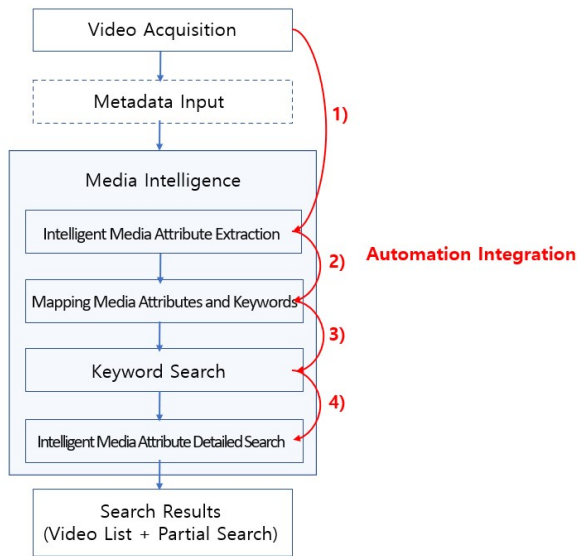 Video Acquisition
Metadata Input
1)
Media Intelligence
Intelligent Media Attribute Extraction
2)
Automation Integration
Mapping Media Attributes and Keywords
3)
Keyword Search
4)
Intelligent Media Attribute Detailed Search
Search Results
(Video List + Partial Search)